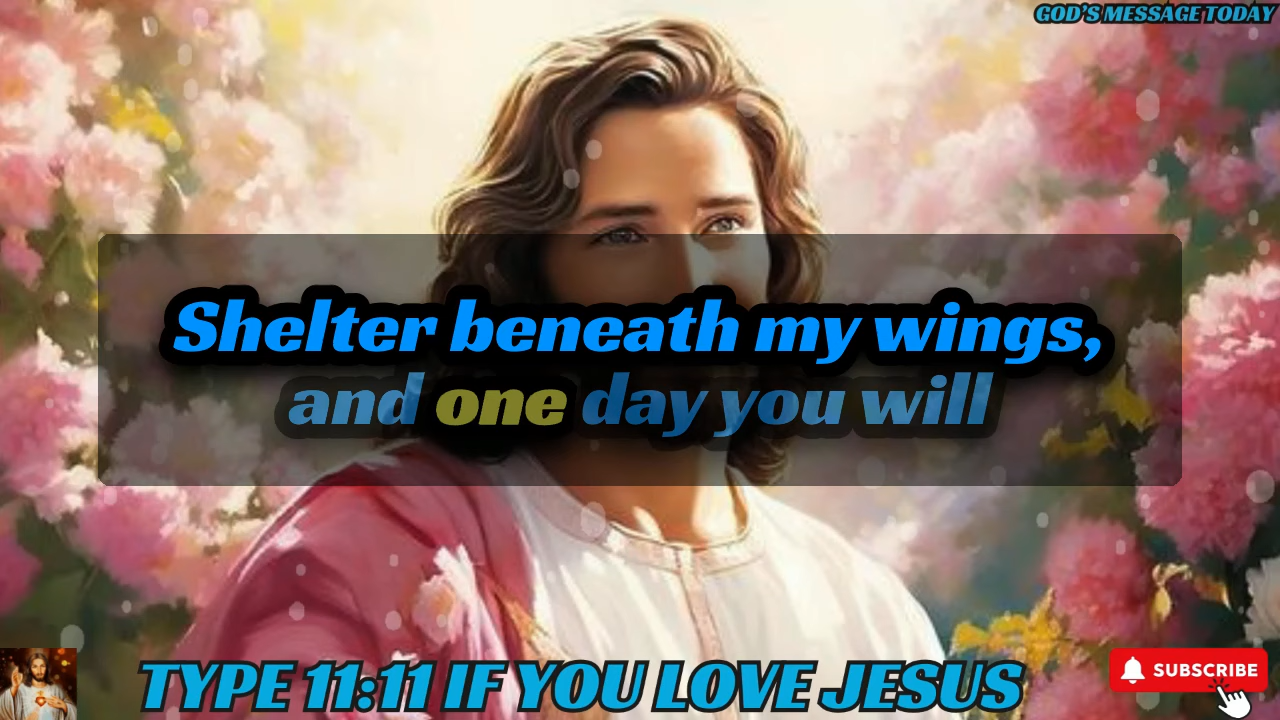 GOD'S MESSAGE TODAY
Shelter beneath my wings,
and one day you will
TYPE 11:11 IF YOU LOVE JESUS
SUBSCRIBE